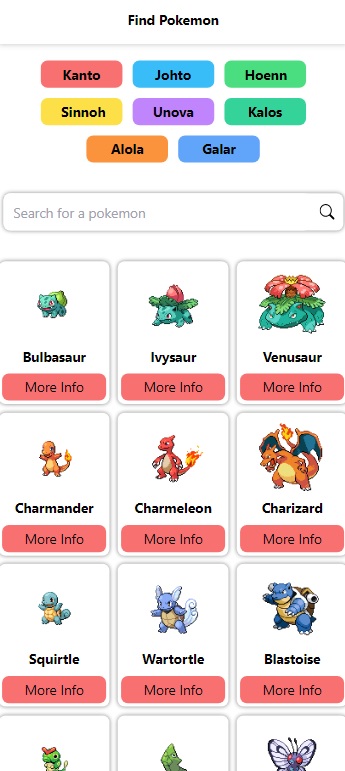 Find Pokemon
Kanto Johto Hoenn
Sinnoh Unova Kalos
Alola Galar
Search for a pokemon
Bulbasaur Ivysaur Venusaur
More Info More Info More Info
Charmander Charmeleon Charizard
More Info More Info More Info
Squirtle Wartortle Blastoise
More Info More Info More Info